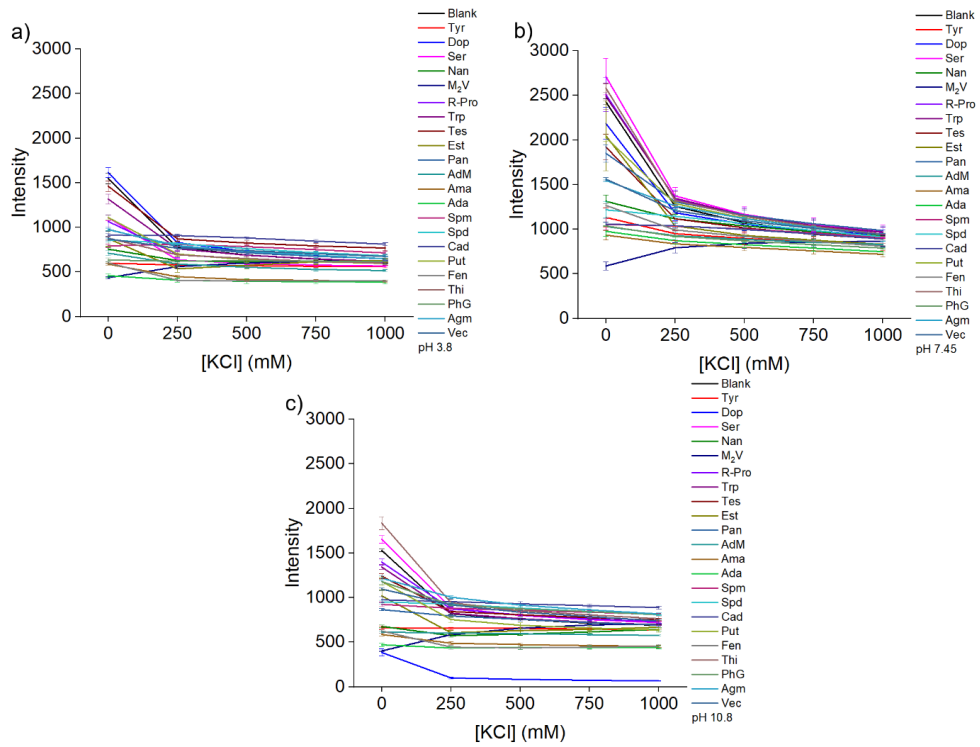 a)
3000
2500
2000
1500
1000
500
0
Intensity
0 250 500 750 1000
[KCl] (mM)
Blank
Tyr
Dop
Ser
Nan
M₂V
R-Pro
Trp
Tes
Est
Pan
AdM
Ama
Ada
Spm
Spd
Cad
Put
Fen
Thi
PhG
Agm
Vec
pH 3.8
b)
3000
2500
2000
1500
1000
500
0
Intensity
0 250 500 750 1000
[KCl] (mM)
Blank
Tyr
Dop
Ser
Nan
M₂V
R-Pro
Trp
Tes
Est
Pan
AdM
Ama
Ada
Spm
Spd
Cad
Put
Fen
Thi
PhG
Agm
Vec
pH 7.45
c)
3000
2500
2000
1500
1000
500
0
Intensity
0 250 500 750 1000
[KCl] (mM)
Blank
Tyr
Dop
Ser
Nan
M₂V
R-Pro
Trp
Tes
Est
Pan
AdM
Ama
Ada
Spm
Spd
Cad
Put
Fen
Thi
PhG
Agm
Vec
pH 10.8